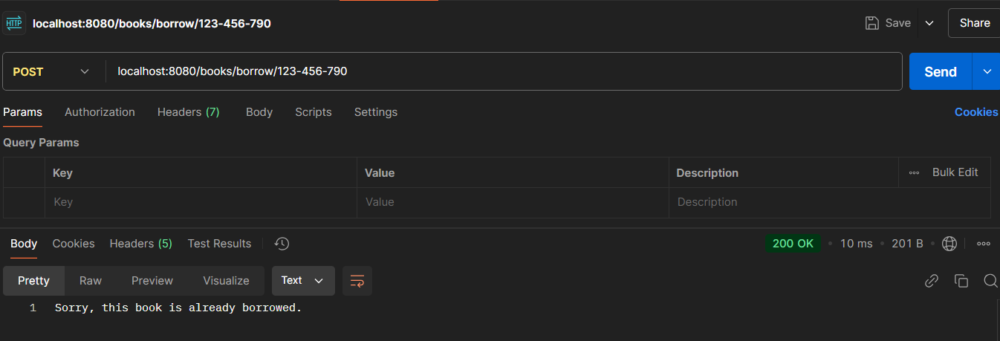 HTTP localhost:8080/books/borrow/123-456-790 Save Share
POST localhost:8080/books/borrow/123-456-790 Send
Params Authorization Headers (7) Body Scripts Settings Cookies
Query Params
Key Value Description Bulk Edit
Key Value Description
Body Cookies Headers (5) Test Results 200 OK • 10 ms • 201 B
Pretty Raw Preview Visualize Text
1 Sorry, this book is already borrowed.